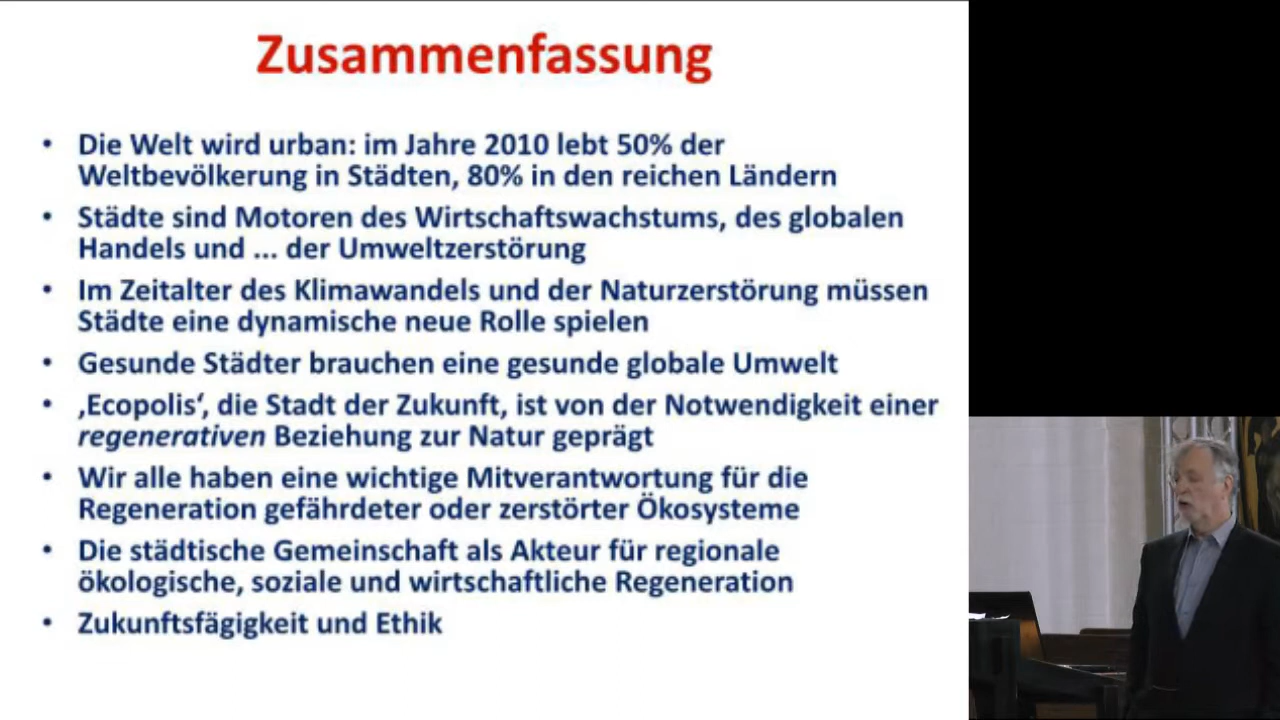 Zusammenfassung
• Die Welt wird urban: im Jahre 2010 lebt 50% der
Weltbevölkerung in Städten, 80% in den reichen Ländern
• Städte sind Motoren des Wirtschaftswachstums, des globalen
Handels und ... der Umweltzerstörung
• Im Zeitalter des Klimawandels und der Naturzerstörung müssen
Städte eine dynamische neue Rolle spielen
• Gesunde Städter brauchen eine gesunde globale Umwelt
• ‚Ecopolis‘, die Stadt der Zukunft, ist von der Notwendigkeit einer
regenerativen Beziehung zur Natur geprägt
• Wir alle haben eine wichtige Mitverantwortung für die
Regeneration gefährdeter oder zerstörter Ökosysteme
• Die städtische Gemeinschaft als Akteur für regionale
ökologische, soziale und wirtschaftliche Regeneration
• Zukunftsfägigkeit und Ethik